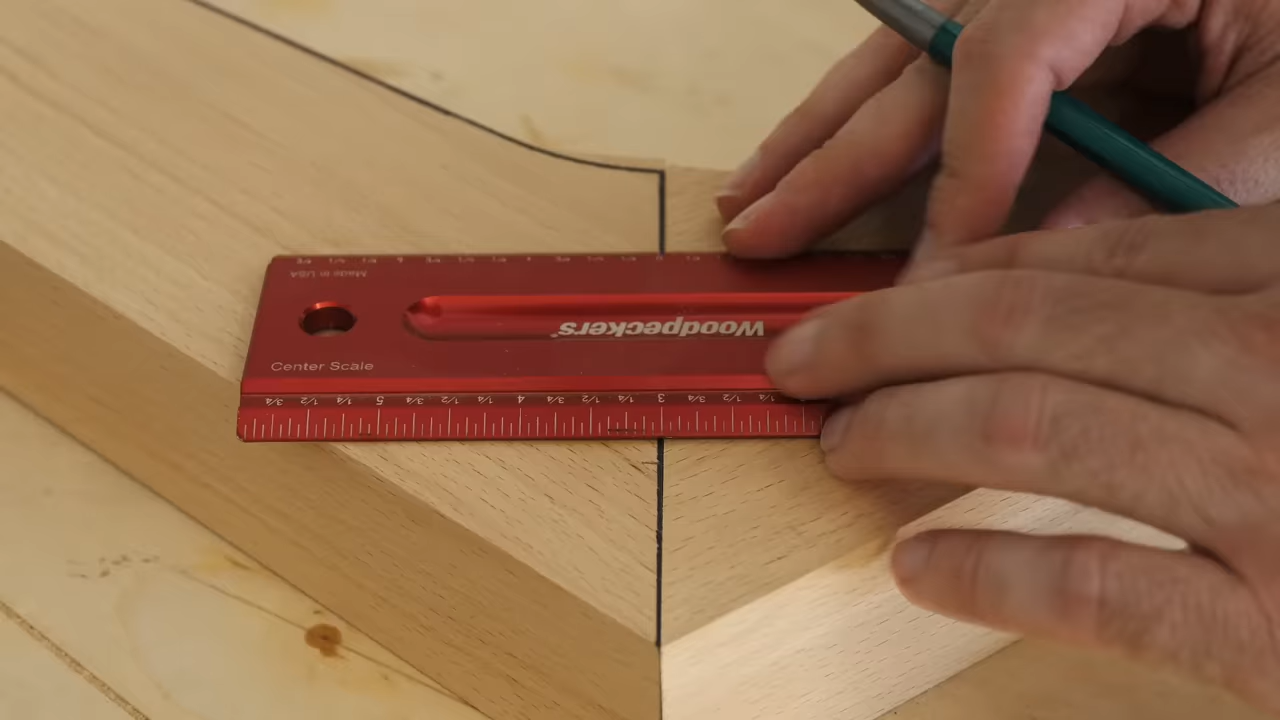 Made in USA
Woodpeckers
Center Scale
3/4 1/2 1/4 5 3/4 1/2 1/4 4 3/4 1/2 1/4 3 3/4 1/2 1/4